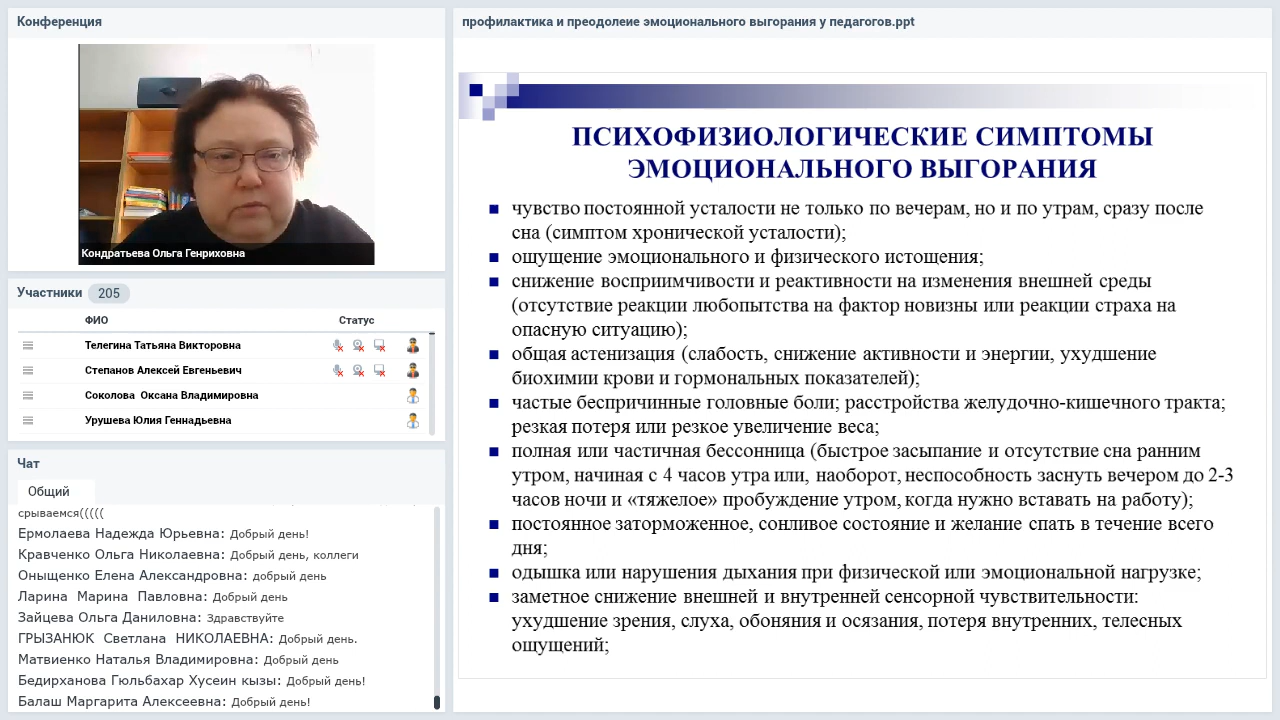 Конференция
Кондратьева Ольга Генриховна
Участники 205
ФИО Статус
Телегина Татьяна Викторовна
Степанов Алексей Евгеньевич
Соколова Оксана Владимировна
Урушева Юлия Геннадьевна
Чат
Общий
срываемся(((((
Ермолаева Надежда Юрьевна: Добрый день!
Кравченко Ольга Николаевна: Добрый день, коллеги
Оныщенко Елена Александровна: добрый день
Ларина Марина Павловна: Добрый день
Зайцева Ольга Даниловна: Здравствуйте
ГРЫЗАНЮК Светлана НИКОЛАЕВНА: Добрый день.
Матвиенко Наталья Владимировна: Добрый день
Бедирханова Гюльбахар Хусеин кызы: Добрый день!
Балаш Маргарита Алексеевна: Добрый день!
профилактика и преодолеие эмоционального выгорания у педагогов.ppt
ПСИХОФИЗИОЛОГИЧЕСКИЕ СИМПТОМЫ
ЭМОЦИОНАЛЬНОГО ВЫГОРАНИЯ
чувство постоянной усталости не только по вечерам, но и по утрам, сразу после
сна (симптом хронической усталости);
ощущение эмоционального и физического истощения;
снижение восприимчивости и реактивности на изменения внешней среды
(отсутствие реакции любопытства на фактор новизны или реакции страха на
опасную ситуацию);
общая астенизация (слабость, снижение активности и энергии, ухудшение
биохимии крови и гормональных показателей);
частые беспричинные головные боли; расстройства желудочно-кишечного тракта;
резкая потеря или резкое увеличение веса;
полная или частичная бессонница (быстрое засыпание и отсутствие сна ранним
утром, начиная с 4 часов утра или, наоборот, неспособность заснуть вечером до 2-3
часов ночи и «тяжелое» пробуждение утром, когда нужно вставать на работу);
постоянное заторможенное, сонливое состояние и желание спать в течение всего
дня;
одышка или нарушения дыхания при физической или эмоциональной нагрузке;
заметное снижение внешней и внутренней сенсорной чувствительности:
ухудшение зрения, слуха, обоняния и осязания, потеря внутренних, телесных
ощущений;